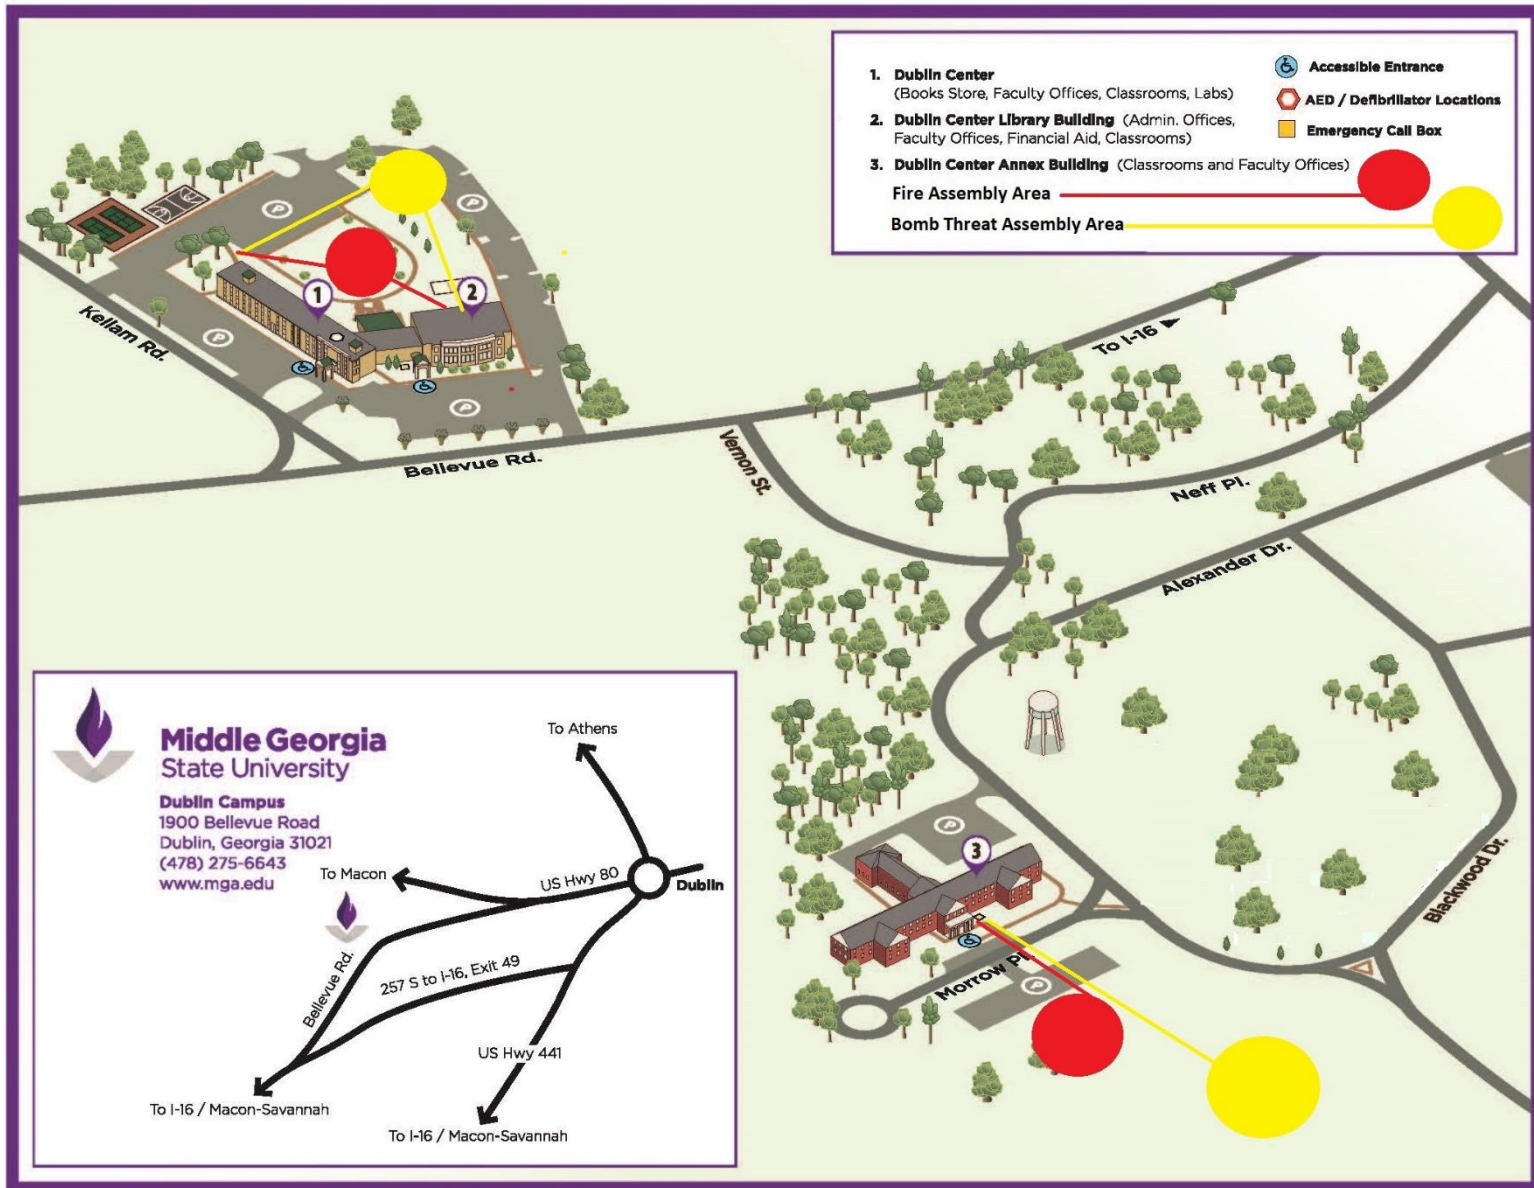 1. Dublin Center
(Books Store, Faculty Offices, Classrooms, Labs)
2. Dublin Center Library Building (Admin. Offices,
Faculty Offices, Financial Aid, Classrooms)
3. Dublin Center Annex Building (Classrooms and Faculty Offices)
Fire Assembly Area
Bomb Threat Assembly Area
Accessible Entrance
AED / Defibrillator Locations
Emergency Call Box
P
P
1
2
P
P
Kellam Rd.
Bellevue Rd.
To I-16
Vernon St.
Neff Pl.
Alexander Dr.
Blackwood Dr.
P
3
Morrow Pl.
P
Middle Georgia
State University
Dublin Campus
1900 Bellevue Road
Dublin, Georgia 31021
(478) 275-6643
www.mga.edu
To Athens
To Macon
US Hwy 80
Dublin
Bellevue Rd.
257 S to I-16, Exit 49
US Hwy 441
To I-16 / Macon-Savannah
To I-16 / Macon-Savannah